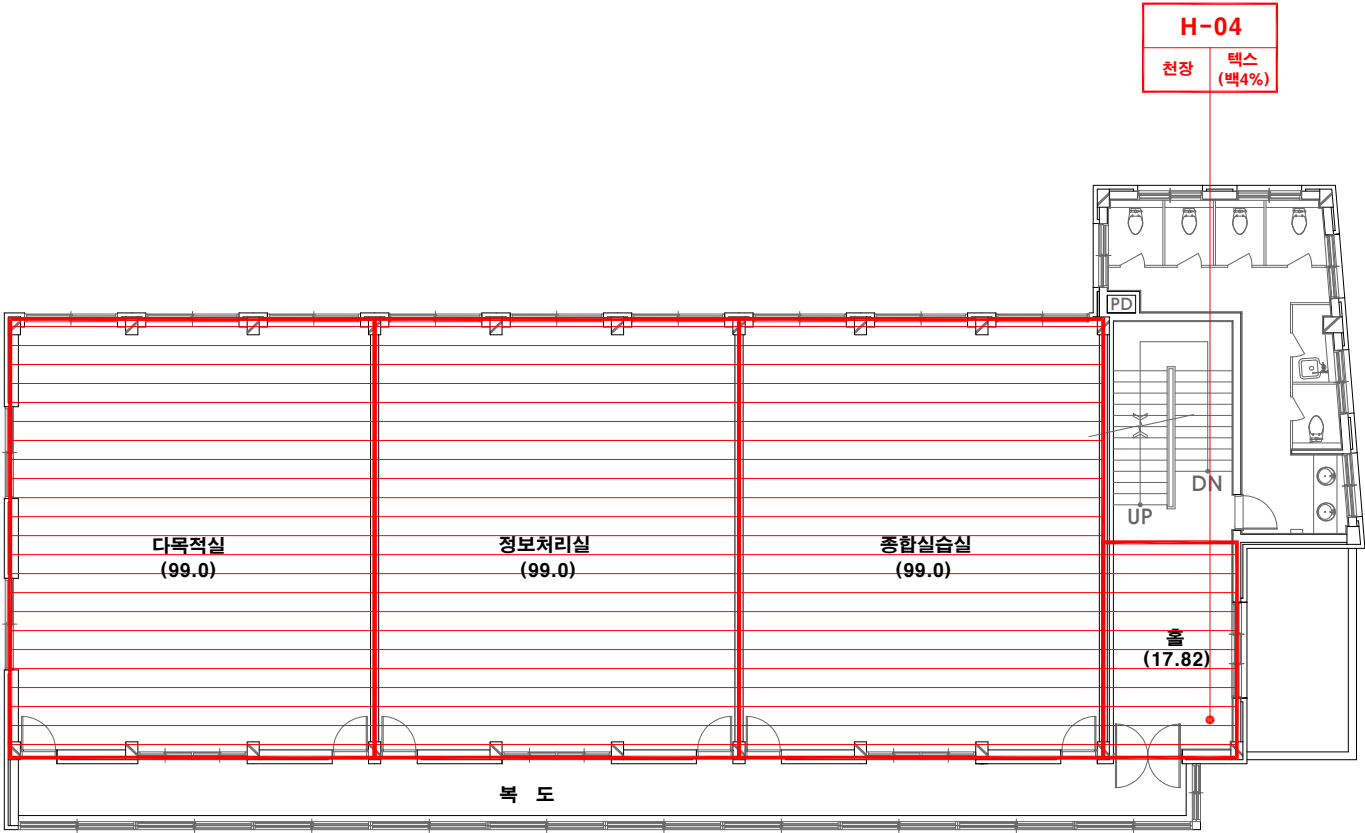 H-04
천장
텍스
(백4%)
PD
DN
UP
다목적실
(99.0)
정보처리실
(99.0)
종합실습실
(99.0)
홀
(17.82)
복 도